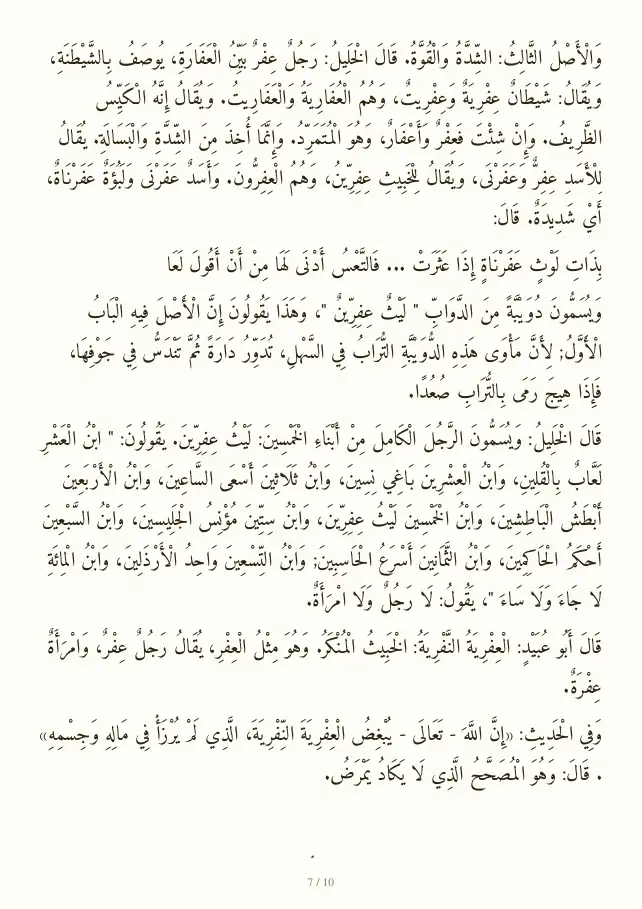 وَالْأَصْلُ الثَّالِثُ: الشِّدَّةُ وَالْقُوَّةُ. قَالَ الْخَلِيلُ: رَجُلٌ عِفْرٌ بَيِّنُ الْعَفَارَةِ، يُوصَفُ بِالشَّيْطَنَةِ،
وَيُقَالُ: شَيْطَانٌ عِفْرِيَةٌ وَعِفْرِيتٌ، وَهُمُ الْعُفَارِيَةُ وَالْعَفَارِيتُ. وَيُقَالُ إِنَّهُ الْكَيِّسُ
الظَّرِيفُ. وَإِنْ شِئْتَ فَعِفْرٌ وَأَعْفَارٌ، وَهُوَ الْمُتَمَرِّدُ. وَإِنَّمَا أُخِذَ مِنَ الشِّدَّةِ وَالْبَسَالَةِ. يُقَالُ
لِلْأَسَدِ عِفِرٌّ وَعَفَرْنَى، وَيُقَالُ لِلْخَبِيثِ عِفِرِّينُ، وَهُمُ الْعِفِرُّونَ. وَأَسَدٌ عَفَرْنَى وَلَبُؤَةٌ عَفَرْنَاةٌ،
أَيْ شَدِيدَةٌ. قَالَ:
بِذَاتِ لَوْثٍ عَفَرْنَاةٍ إِذَا عَثَرَتْ ... فَالتَّعْسُ أَدْنَى لَهَا مِنْ أَنْ أَقُولَ لَعَا
وَيُسَمُّونَ دُوَيْبَّةً مِنَ الدَّوَابِّ " لَيْثُ عِفِرِّينٌ "، وَهَذَا يَقُولُونَ إِنَّ الْأَصْلَ فِيهِ الْبَابُ
الْأَوَّلُ; لِأَنَّ مَأْوَى هَذِهِ الدُّوَيْبَّةِ التُّرَابُ فِي السَّهْلِ، تُدَوِّرُ دَارَةً ثُمَّ تَنْدَسُّ فِي جَوْفِهَا،
فَإِذَا هِيجَ رَمَى بِالتُّرَابِ صُعُدًا.
قَالَ الْخَلِيلُ: وَيُسَمُّونَ الرَّجُلَ الْكَامِلَ مِنْ أَبْنَاءِ الْخَمْسِينَ: لَيْثُ عِفِرِّينَ. يَقُولُونَ: " ابْنُ الْعَشْرِ
لَعَّابٌ بِالْقُلِينِ، وَابْنُ الْعِشْرِينَ بَاغِي نِسِينَ، وَابْنُ ثَلَاثِينَ أَسْعَى السَّاعِينَ، وَابْنُ الْأَرْبَعِينَ
أَبْطَشُ الْبَاطِشِينَ، وَابْنُ الْخَمْسِينَ لَيْثُ عِفِرِّينَ، وَابْنُ سِتِّينَ مُؤْنِسُ الْجَلِيسِينَ، وَابْنُ السَّبْعِينَ
أَحْكَمُ الْحَاكِمِينَ، وَابْنُ الثَّمَانِينَ أَسْرَعُ الْحَاسِبِينَ; وَابْنُ التِّسْعِينَ وَاحِدُ الْأَرْذَلِينَ، وَابْنُ الْمِائَةِ
لَا جَاءَ وَلَا سَاءَ "، يَقُولُ: لَا رَجُلٌ وَلَا امْرَأَةٌ.
قَالَ أَبُو عُبَيْدٍ: الْعِفْرِيَةُ النَّفْرِيَةُ: الْخَبِيثُ الْمُنْكَرُ. وَهُوَ مِثْلُ الْعِفْرِ، يُقَالُ رَجُلٌ عِفْرٌ، وَامْرَأَةٌ
عِفْرَةٌ.
وَفِي الْحَدِيثِ: «إِنَّ اللَّهَ - تَعَالَى - يُبْغِضُ الْعِفْرِيَةَ النِّفْرِيَةَ، الَّذِي لَمْ يُرْزَأْ فِي مَالِهِ وَجِسْمِهِ»
. قَالَ: وَهُوَ الْمُصَحَّحُ الَّذِي لَا يَكَادُ يَمْرَضُ.
7 / 10